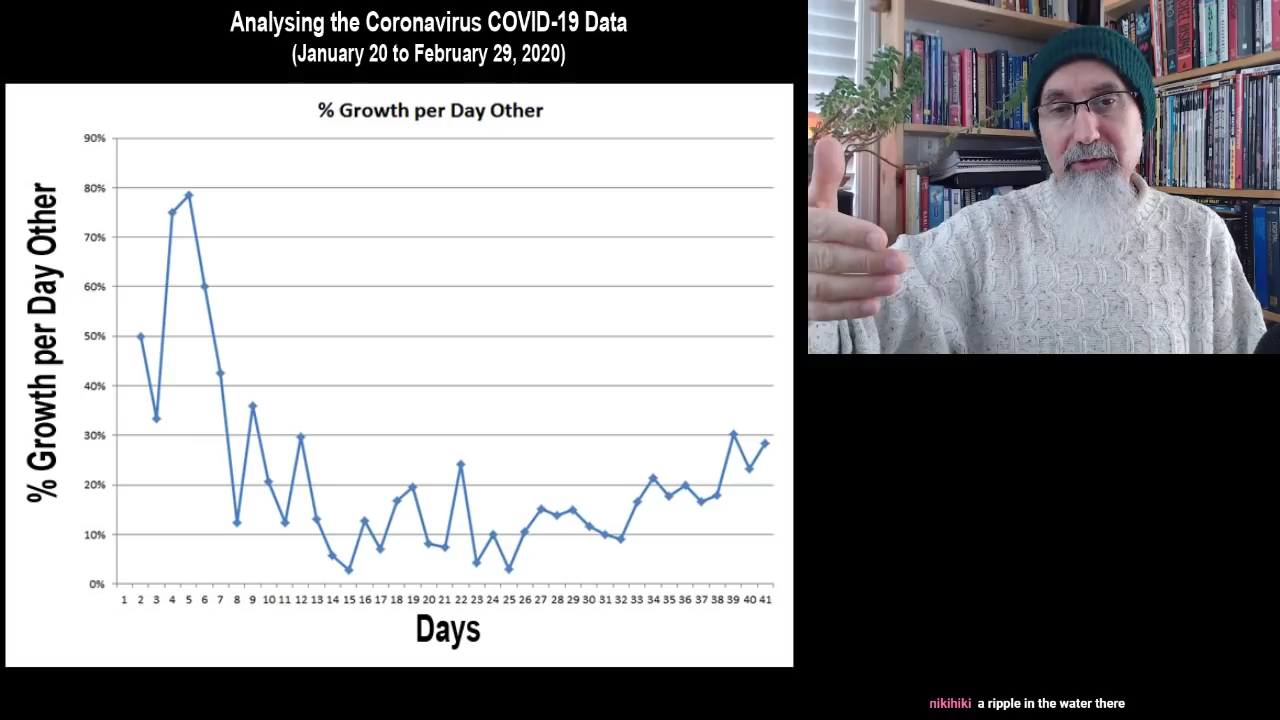 Analysing the Coronavirus COVID-19 Data
(January 20 to February 29, 2020)
% Growth per Day Other
% Growth per Day Other
90%
80%
70%
60%
50%
40%
30%
20%
10%
0%
1 2 3 4 5 6 7 8 9 10 11 12 13 14 15 16 17 18 19 20 21 22 23 24 25 26 27 28 29 30 31 32 33 34 35 36 37 38 39 40 41
Days
nikihiki a ripple in the water there